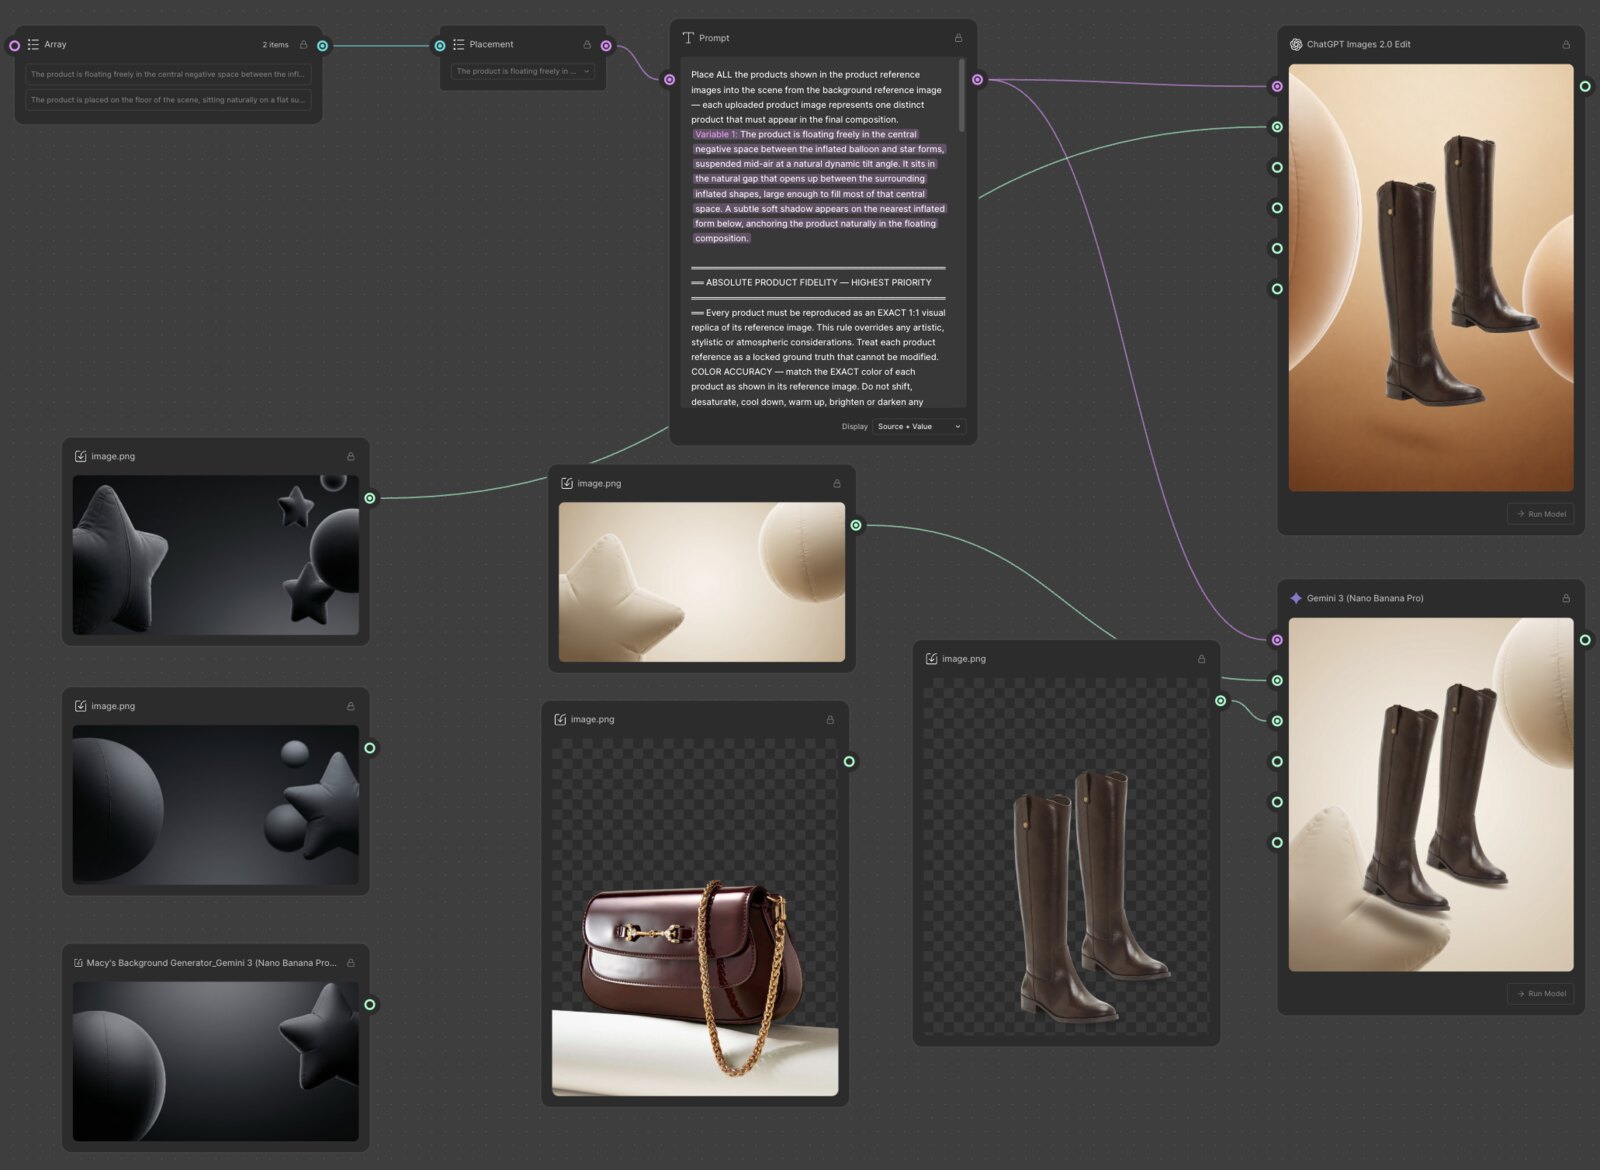 Array
2 items
The product is floating freely in the central negative space between the infl...
The product is placed on the floor of the scene, sitting naturally on a flat su...
Placement
The product is floating freely in ...
Prompt
Place ALL the products shown in the product reference
images into the scene from the background reference image
— each uploaded product image represents one distinct
product that must appear in the final composition.
Variable 1: The product is floating freely in the central
negative space between the inflated balloon and star forms,
suspended mid-air at a natural dynamic tilt angle. It sits in
the natural gap that opens up between the surrounding
inflated shapes, large enough to fill most of that central
space. A subtle soft shadow appears on the nearest inflated
form below, anchoring the product naturally in the floating
composition.
══ ABSOLUTE PRODUCT FIDELITY — HIGHEST PRIORITY
══ Every product must be reproduced as an EXACT 1:1 visual
replica of its reference image. This rule overrides any artistic,
stylistic or atmospheric considerations. Treat each product
reference as a locked ground truth that cannot be modified.
COLOR ACCURACY — match the EXACT color of each
product as shown in its reference image. Do not shift,
desaturate, cool down, warm up, brighten or darken any
Display
Source + Value
ChatGPT Images 2.0 Edit
→ Run Model
image.png
image.png
image.png
Gemini 3 (Nano Banana Pro)
→ Run Model
image.png
image.png
Macy's Background Generator_Gemini 3 (Nano Banana Pro...